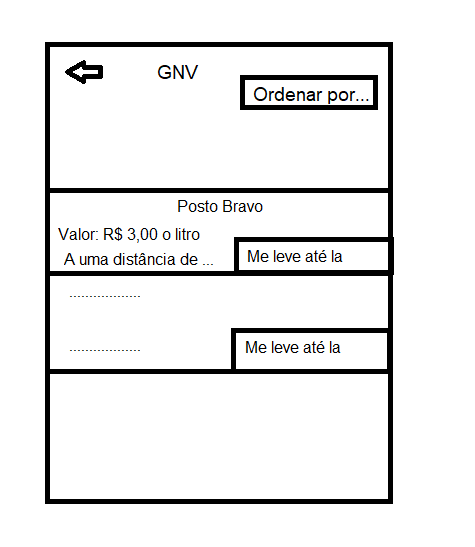 GNV
Ordenar por...
Posto Bravo
Valor: R$ 3,00 o litro
A uma distância de ...
Me leve até la
..................
..................
Me leve até la